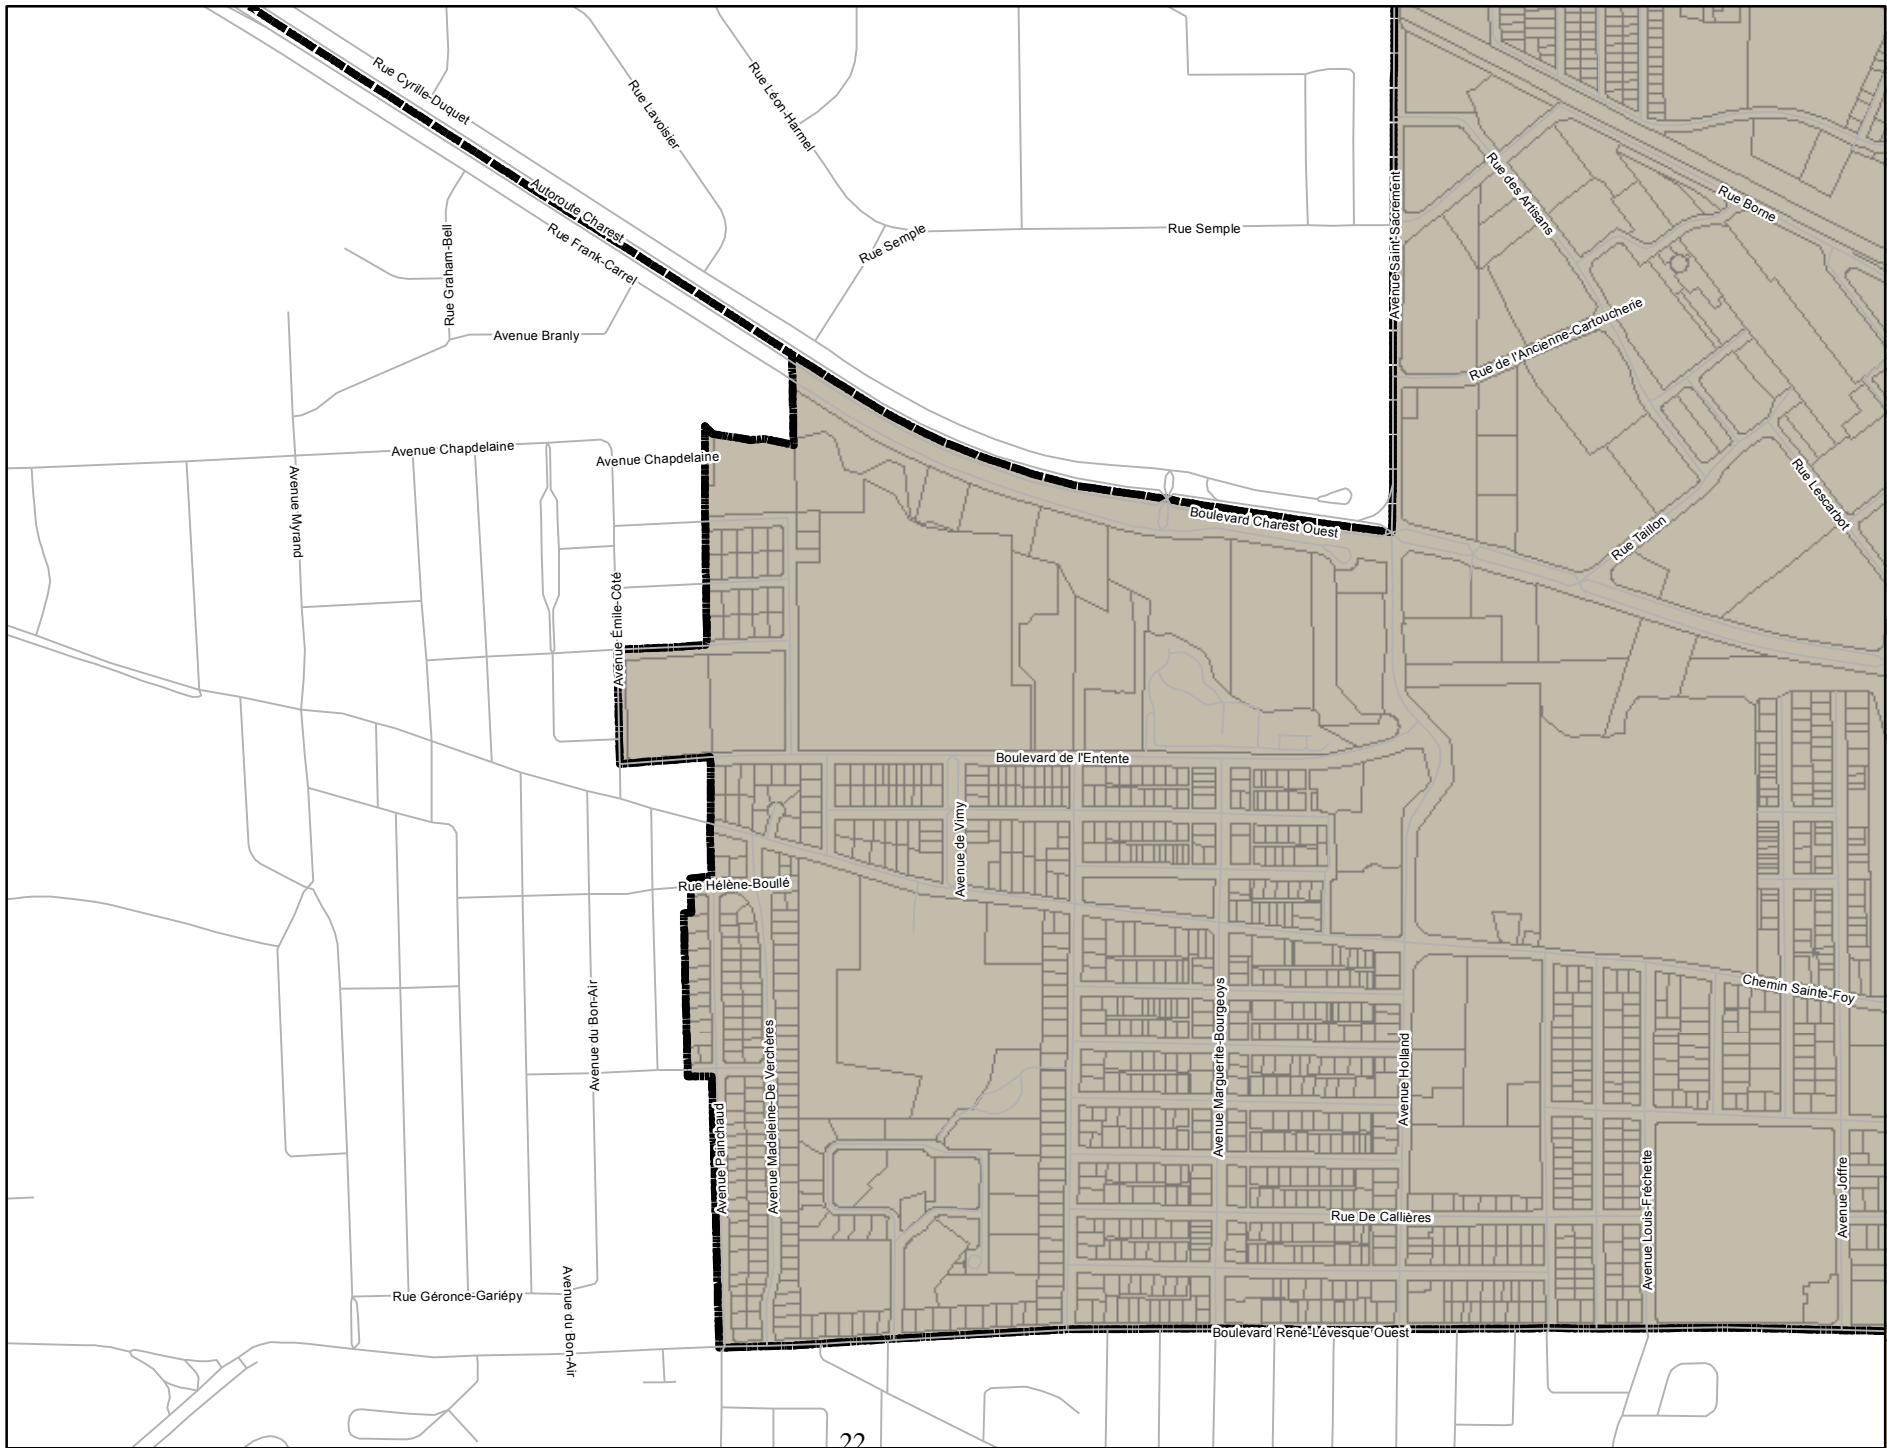 Rue Cyrille-Duquet
Rue Lavoisier
Rue Léon-Harmel
Autoroute Charest
Rue Frank-Carrel
Rue Graham-Bell
Avenue Branly
Rue Semple
Rue Semple
Avenue Saint-Sacrement
Rue des Artisans
Rue Borne
Rue de l'Ancienne-Cartoucherie
Avenue Chapdelaine
Avenue Chapdelaine
Avenue Myrand
Boulevard Charest Ouest
Rue Lescarbot
Rue Taillon
Avenue Émile-Côté
Boulevard de l'Entente
Avenue de Vimy
Rue Hélène-Boullé
Chemin Sainte-Foy
Avenue du Bon-Air
Avenue Painchaud
Avenue Madeleine-De Verchères
Avenue Marguerite-Bourgeoys
Avenue Holland
Rue De Callières
Avenue Louis-Fréchette
Avenue Joffre
Rue Géronce-Gariépy
Avenue du Bon-Air
Boulevard René-Lévesque Ouest
22